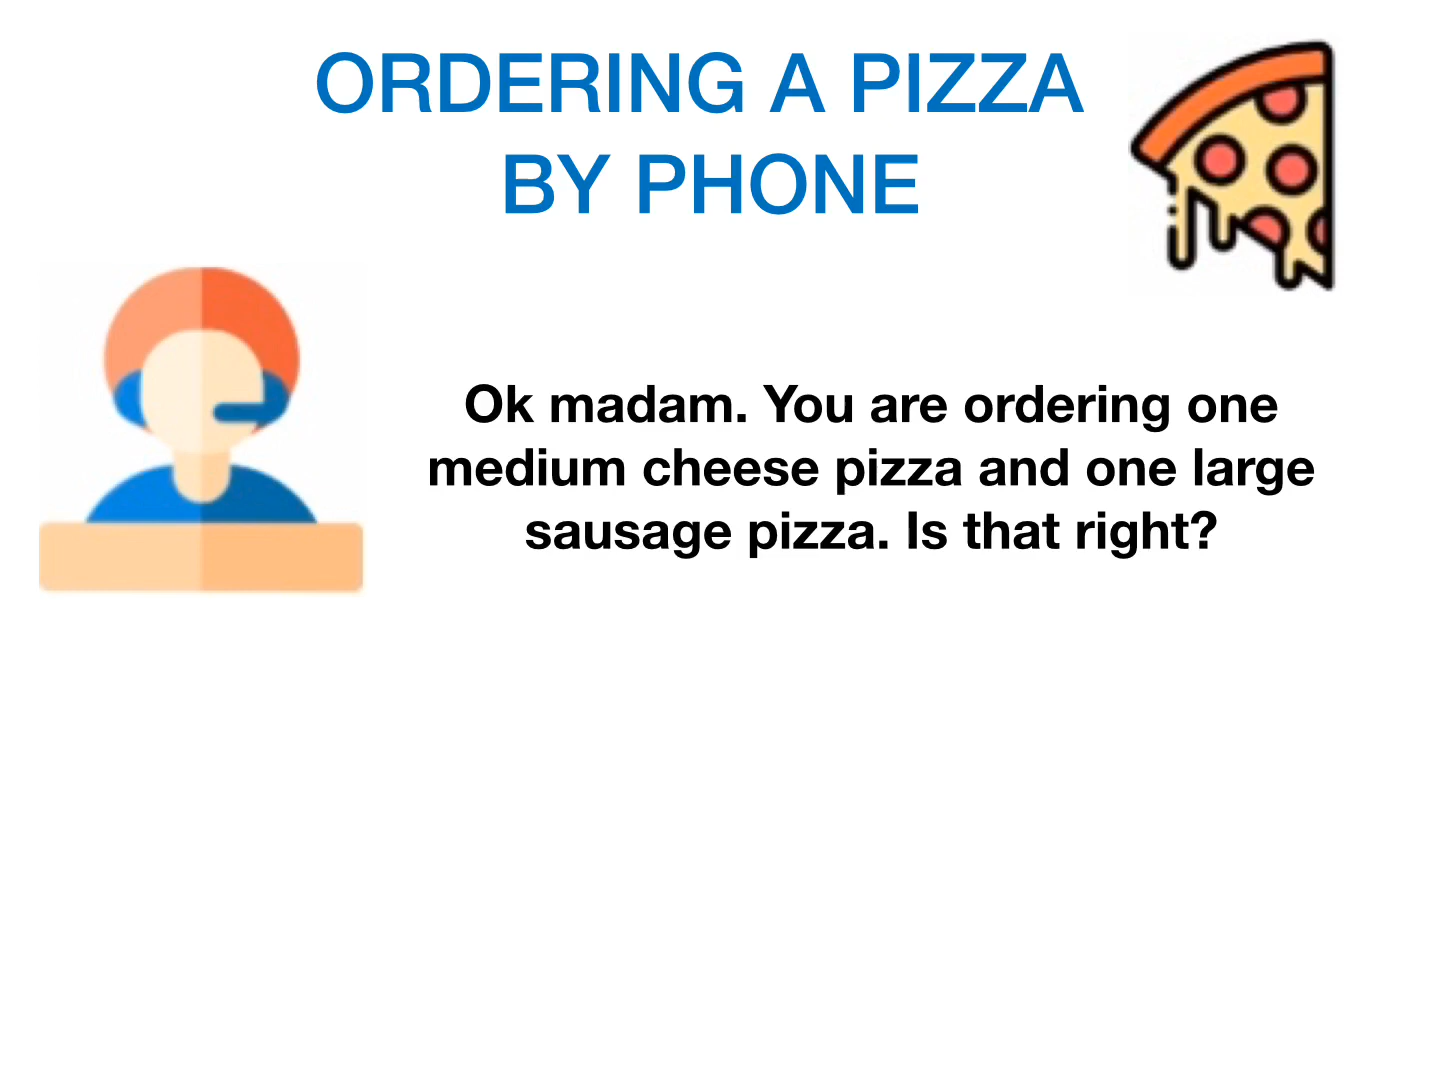 ORDERING A PIZZA
BY PHONE
Ok madam. You are ordering one
medium cheese pizza and one large
sausage pizza. Is that right?